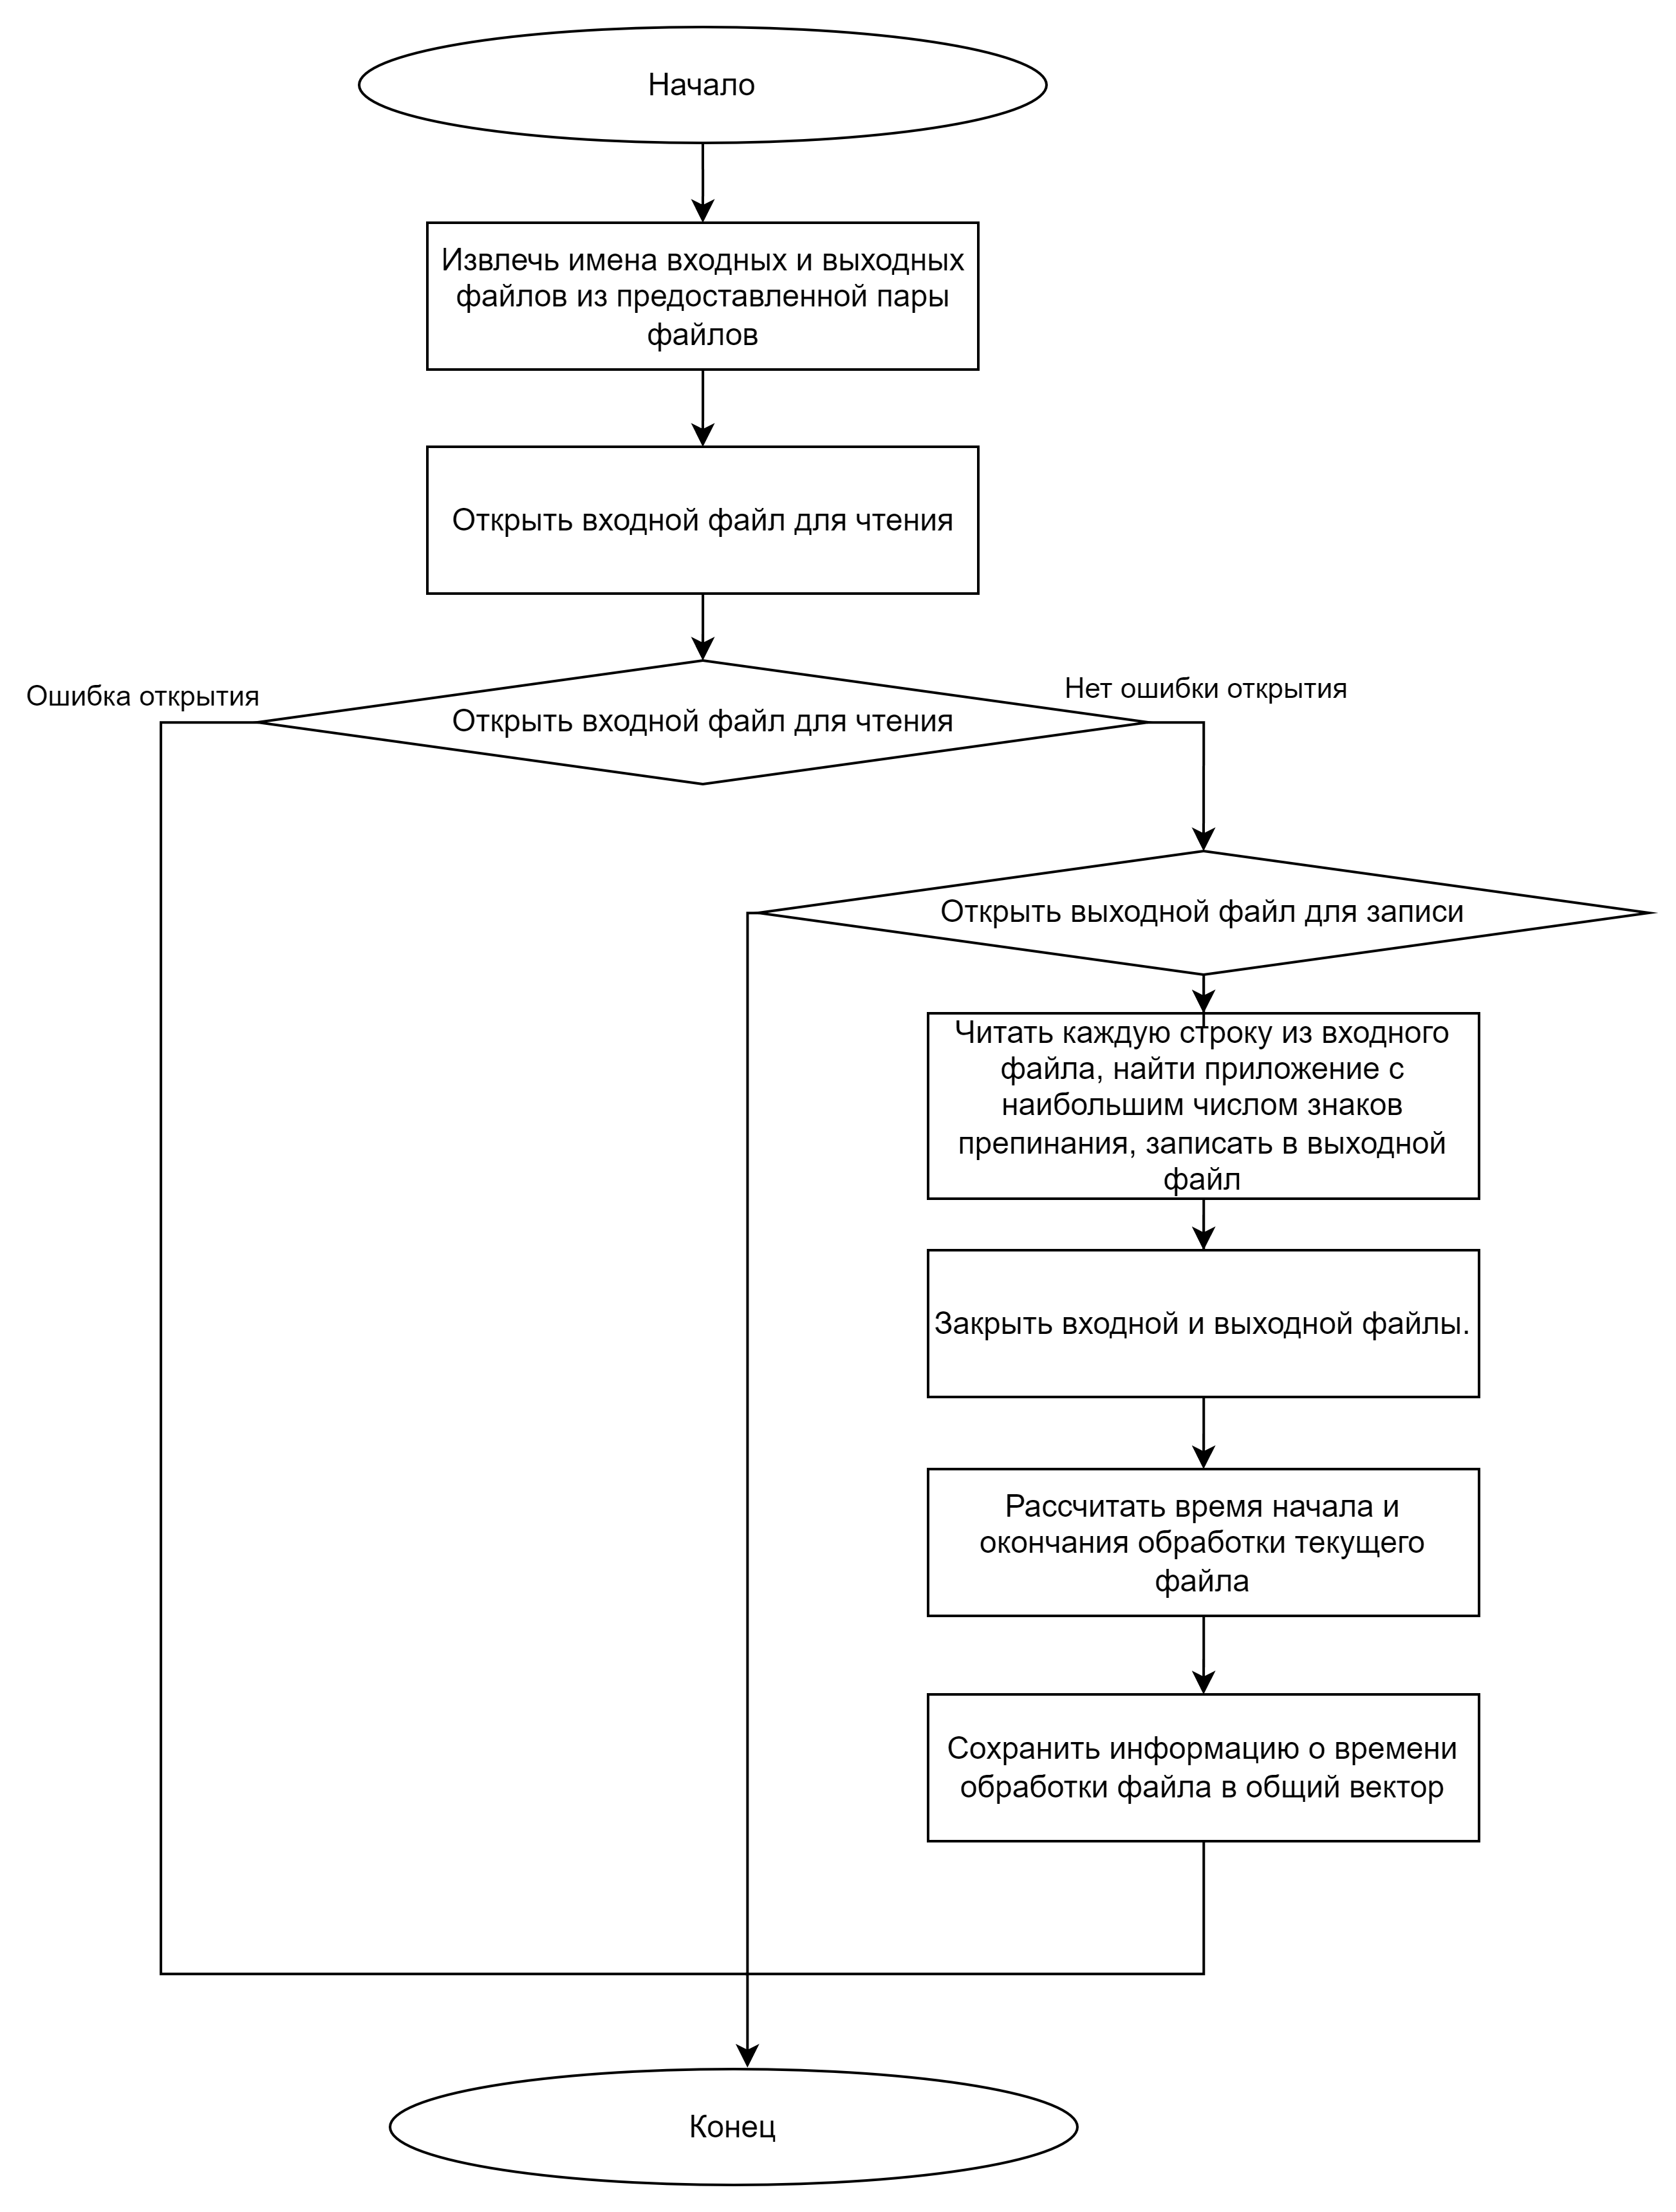 Начало
Извлечь имена входных и выходных
файлов из предоставленной пары
файлов
Открыть входной файл для чтения
Ошибка открытия
Нет ошибки открытия
Открыть входной файл для чтения
Открыть выходной файл для записи
Читать каждую строку из входного
файла, найти приложение с
наибольшим числом знаков
препинания, записать в выходной
файл
Закрыть входной и выходной файлы.
Рассчитать время начала и
окончания обработки текущего
файла
Сохранить информацию о времени
обработки файла в общий вектор
Конец